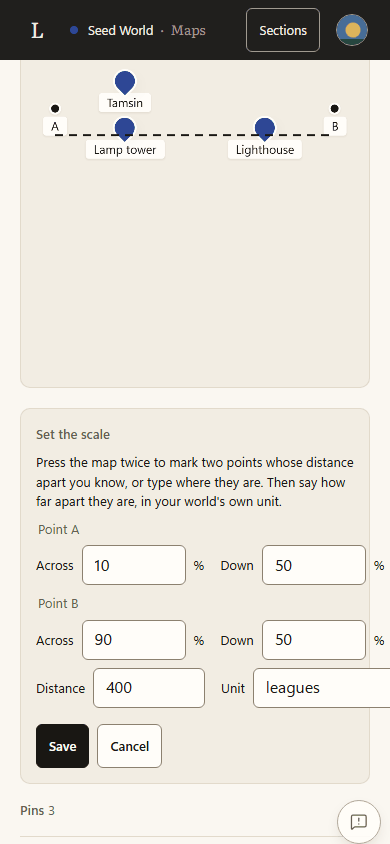 L Seed World · Maps Sections
Tamsin
A B
Lamp tower Lighthouse
Set the scale
Press the map twice to mark two points whose distance
apart you know, or type where they are. Then say how
far apart they are, in your world's own unit.
Point A
Across 10 % Down 50 %
Point B
Across 90 % Down 50 %
Distance 400 Unit leagues
Save Cancel
Pins 3